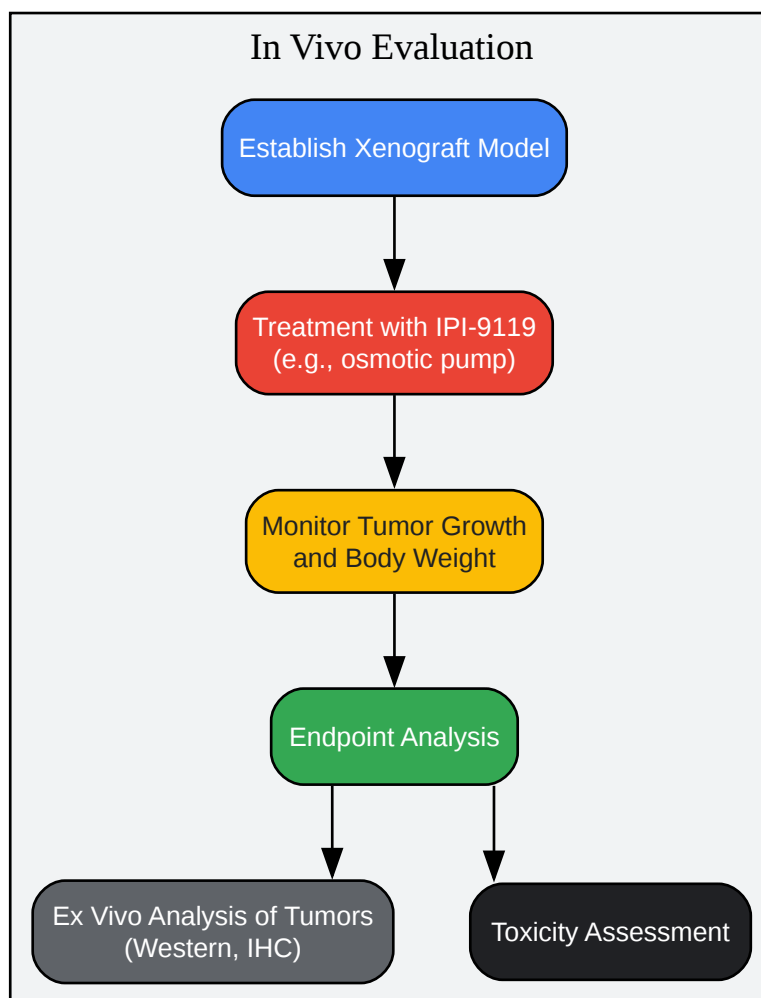 In Vivo Evaluation
Establish Xenograft Model
Treatment with IPI-9119
(e.g., osmotic pump)
Monitor Tumor Growth
and Body Weight
Endpoint Analysis
Ex Vivo Analysis of Tumors
(Western, IHC)
Toxicity Assessment